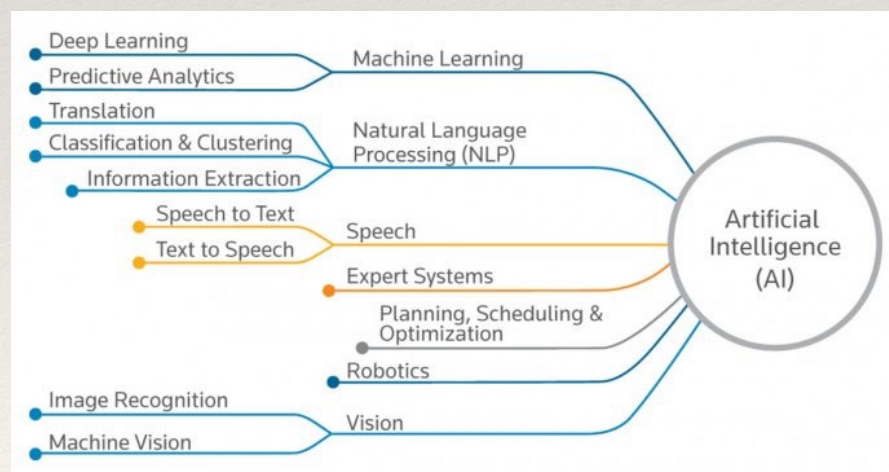 Deep Learning
Machine Learning
Predictive Analytics
Translation
Natural Language
Processing (NLP)
Classification & Clustering
Information Extraction
Speech to Text
Speech
Text to Speech
Expert Systems
Planning, Scheduling &
Optimization
Robotics
Image Recognition
Vision
Machine Vision
Artificial
Intelligence
(AI)